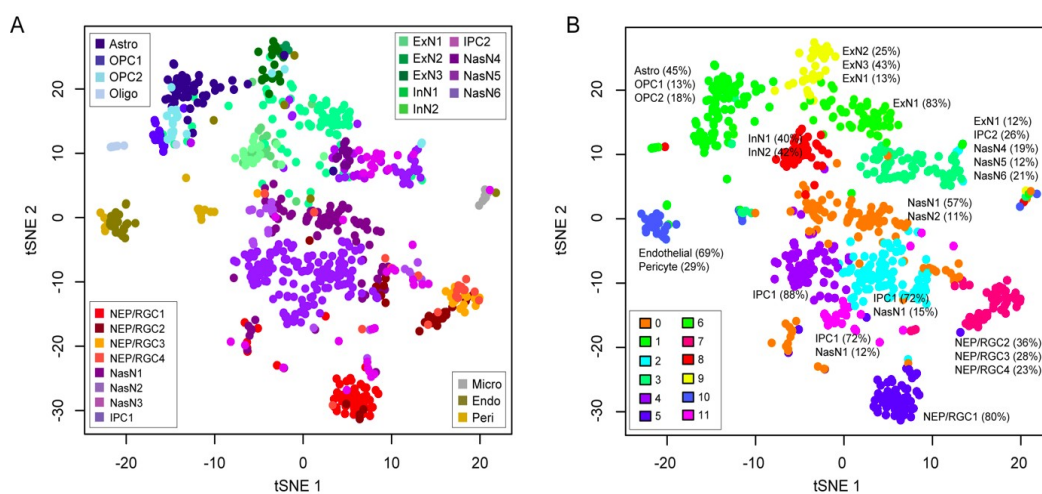 A
Astro
OPC1
OPC2
Oligo
ExN1
ExN2
ExN3
InN1
InN2
IPC2
NasN4
NasN5
NasN6
NEP/RGC1
NEP/RGC2
NEP/RGC3
NEP/RGC4
NasN1
NasN2
NasN3
IPC1
Micro
Endo
Peri
tSNE 2
20
10
0
-10
-20
-30
-20
-10
0
10
20
tSNE 1
B
Astro (45%)
OPC1 (13%)
OPC2 (18%)
ExN2 (25%)
ExN3 (43%)
ExN1 (13%)
ExN1 (83%)
InN1 (40%)
InN2 (42%)
ExN1 (12%)
IPC2 (26%)
NasN4 (19%)
NasN5 (12%)
NasN6 (21%)
NasN1 (57%)
NasN2 (11%)
Endothelial (69%)
Pericyte (29%)
IPC1 (88%)
IPC1 (72%)
NasN1 (15%)
IPC1 (72%)
NasN1 (12%)
NEP/RGC2 (36%)
NEP/RGC3 (28%)
NEP/RGC4 (23%)
NEP/RGC1 (80%)
0
1
2
3
4
5
6
7
8
9
10
11
tSNE 2
20
10
0
-10
-20
-30
-20
-10
0
10
20
tSNE 1